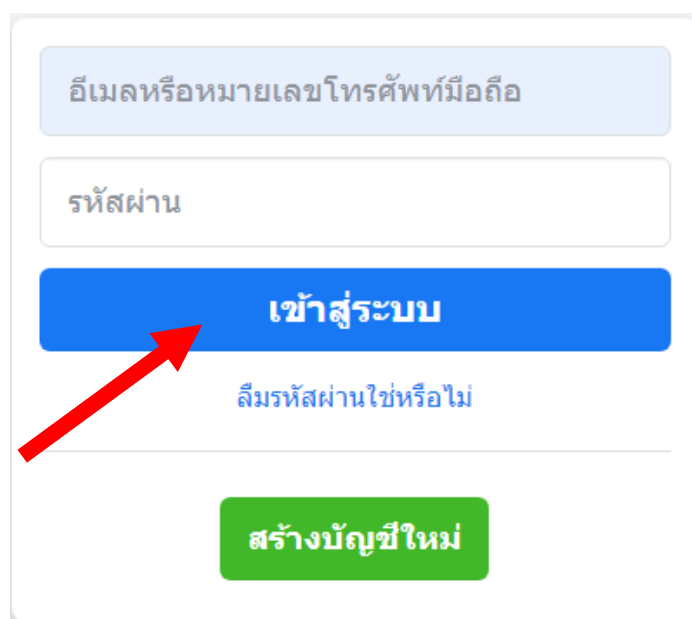 อีเมลหรือหมายเลขโทรศัพท์มือถือ
รหัสผ่าน
เข้าสู่ระบบ
ลืมรหัสผ่านใช่หรือไม่
สร้างบัญชีใหม่